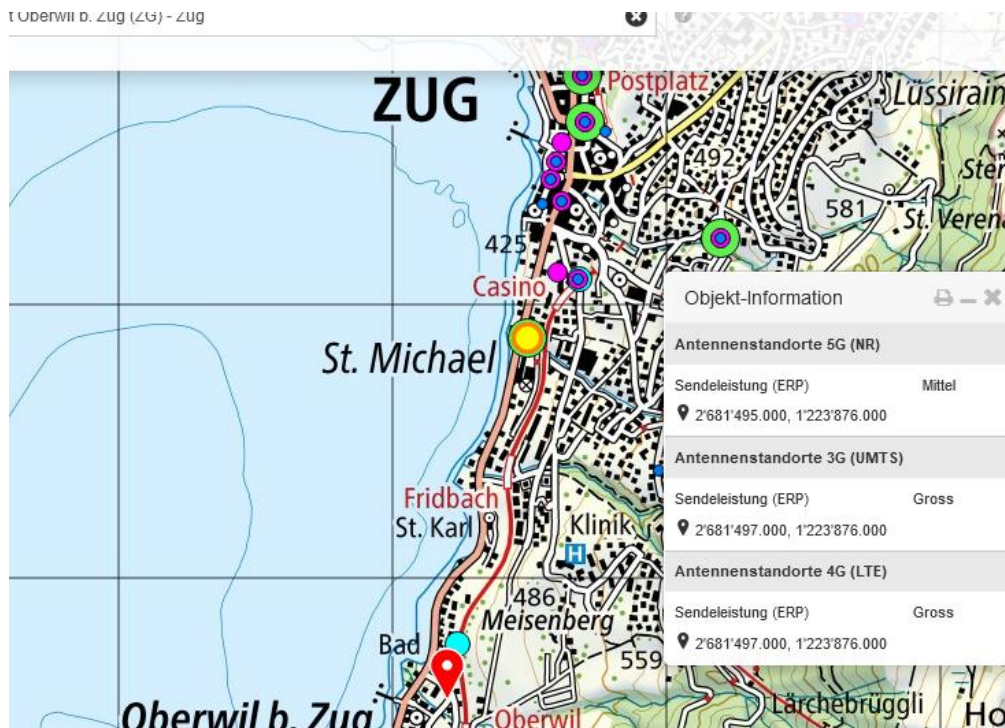 t Oberwil b. Zug (ZG) - Zug
ZUG
Postplatz
Lüssirain
492
581
St. Verena
425
Casino
St. Michael
Fridbach
St. Karl
Klinik
H
486
Meisenberg
Bad
559
Oberwil b. Zug
Oberwil
Lärchebrüggli
Objekt-Information
Antennenstandorte 5G (NR)
Sendeleistung (ERP) Mittel
2'681'495.000, 1'223'876.000
Antennenstandorte 3G (UMTS)
Sendeleistung (ERP) Gross
2'681'497.000, 1'223'876.000
Antennenstandorte 4G (LTE)
Sendeleistung (ERP) Gross
2'681'497.000, 1'223'876.000